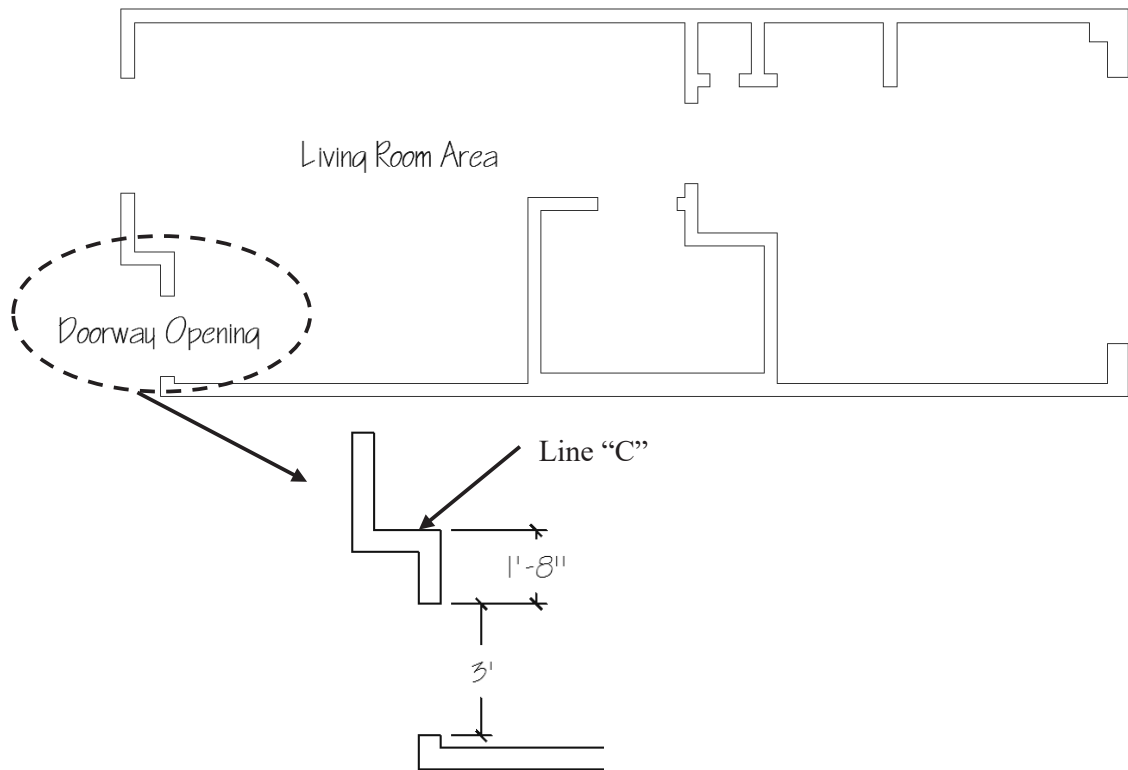 Living Room Area
Doorway Opening
Line “C”
1'-8"
3'